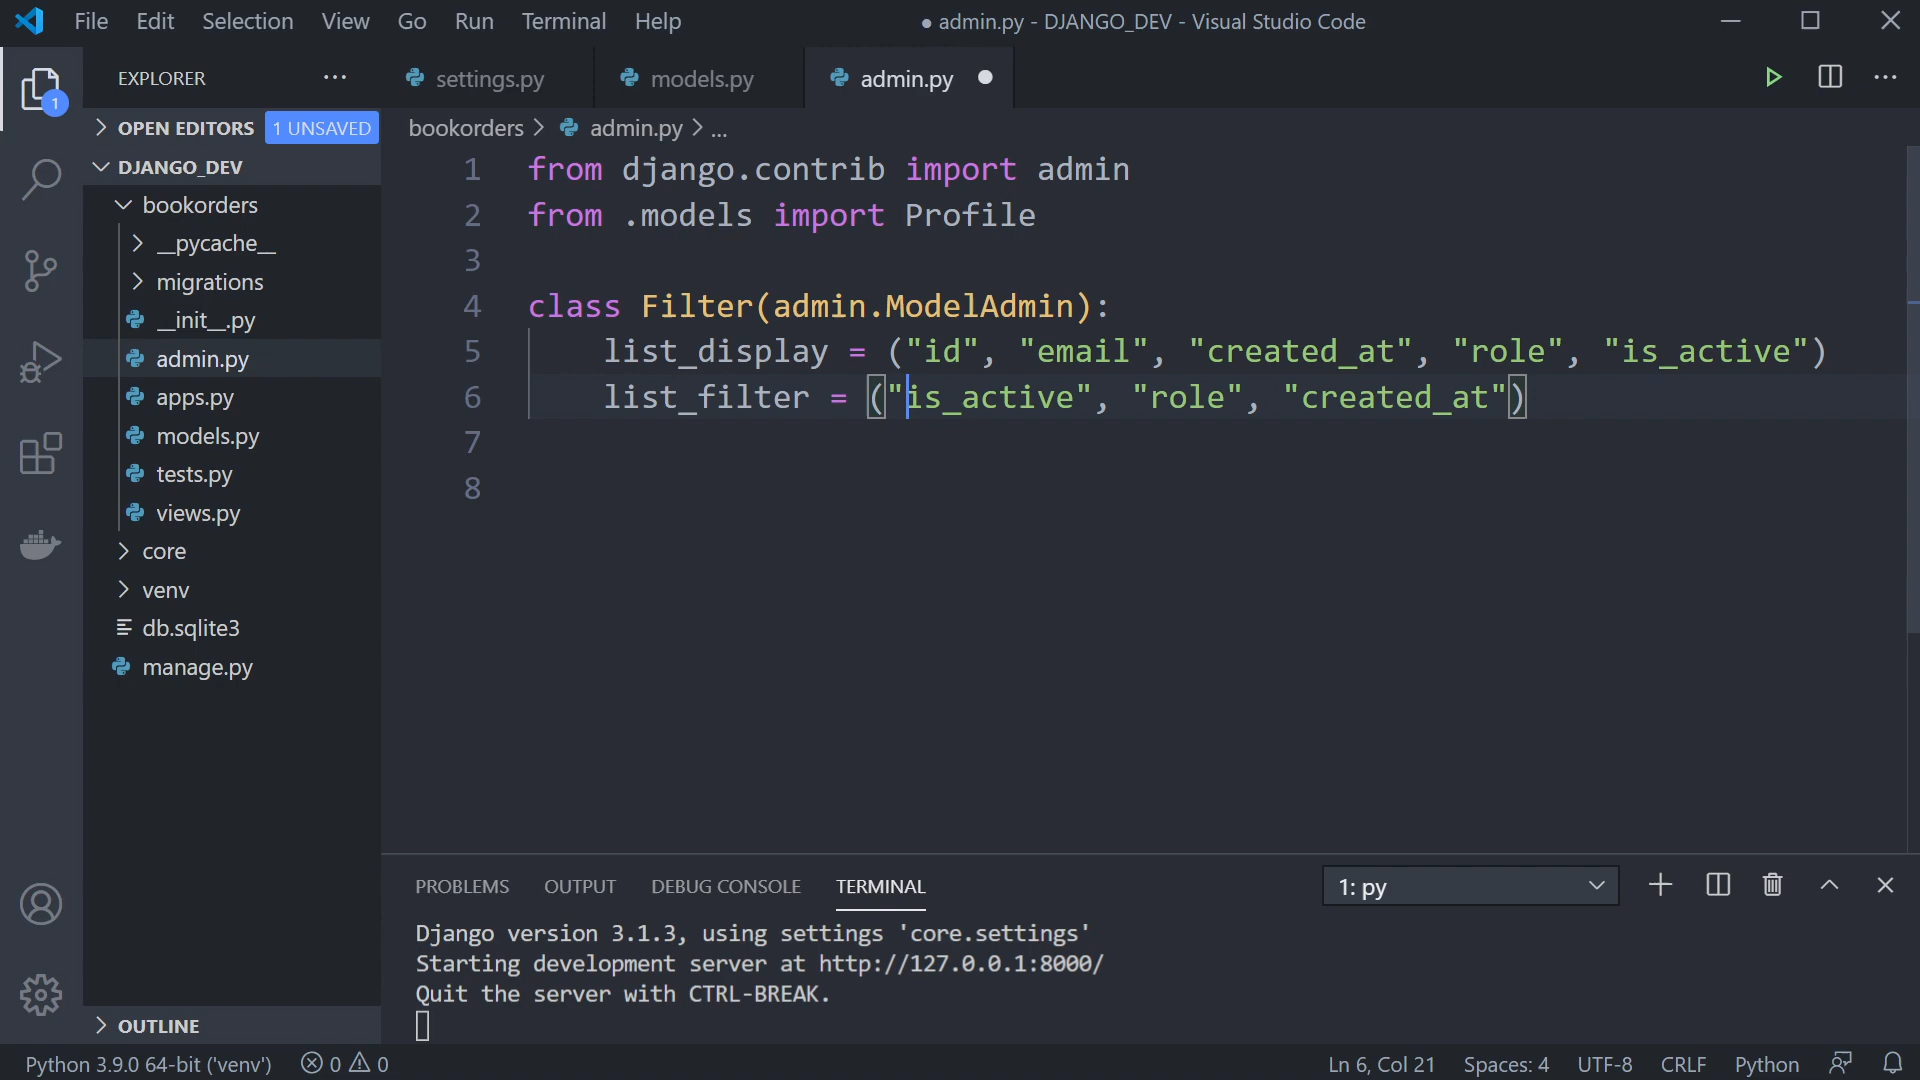 File Edit Selection View Go Run Terminal Help
● admin.py - DJANGO_DEV - Visual Studio Code
EXPLORER
settings.py
models.py
admin.py
1
OPEN EDITORS
1 UNSAVED
bookorders > admin.py > ...
DJANGO_DEV
bookorders
__pycache__
migrations
__init__.py
admin.py
apps.py
models.py
tests.py
views.py
core
venv
db.sqlite3
manage.py
OUTLINE
1 from django.contrib import admin
2 from .models import Profile
3
4 class Filter(admin.ModelAdmin):
5 list_display = ("id", "email", "created_at", "role", "is_active")
6 list_filter = ("is_active", "role", "created_at")
7
8
PROBLEMS OUTPUT DEBUG CONSOLE TERMINAL
1: py
Django version 3.1.3, using settings 'core.settings'
Starting development server at http://127.0.0.1:8000/
Quit the server with CTRL-BREAK.
Python 3.9.0 64-bit ('venv') 0 0
Ln 6, Col 21 Spaces: 4 UTF-8 CRLF Python